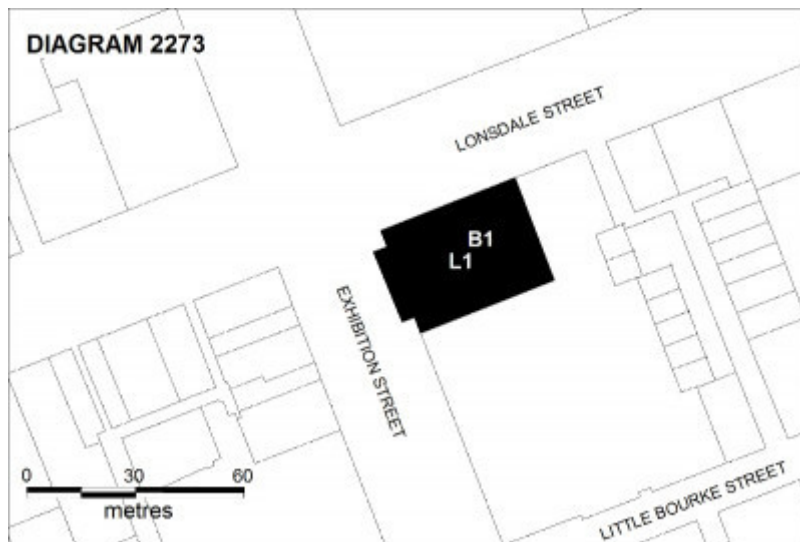 DIAGRAM 2273
LONSDALE STREET
B1
L1
EXHIBITION STREET
0 30 60
metres
LITTLE BOURKE STREET